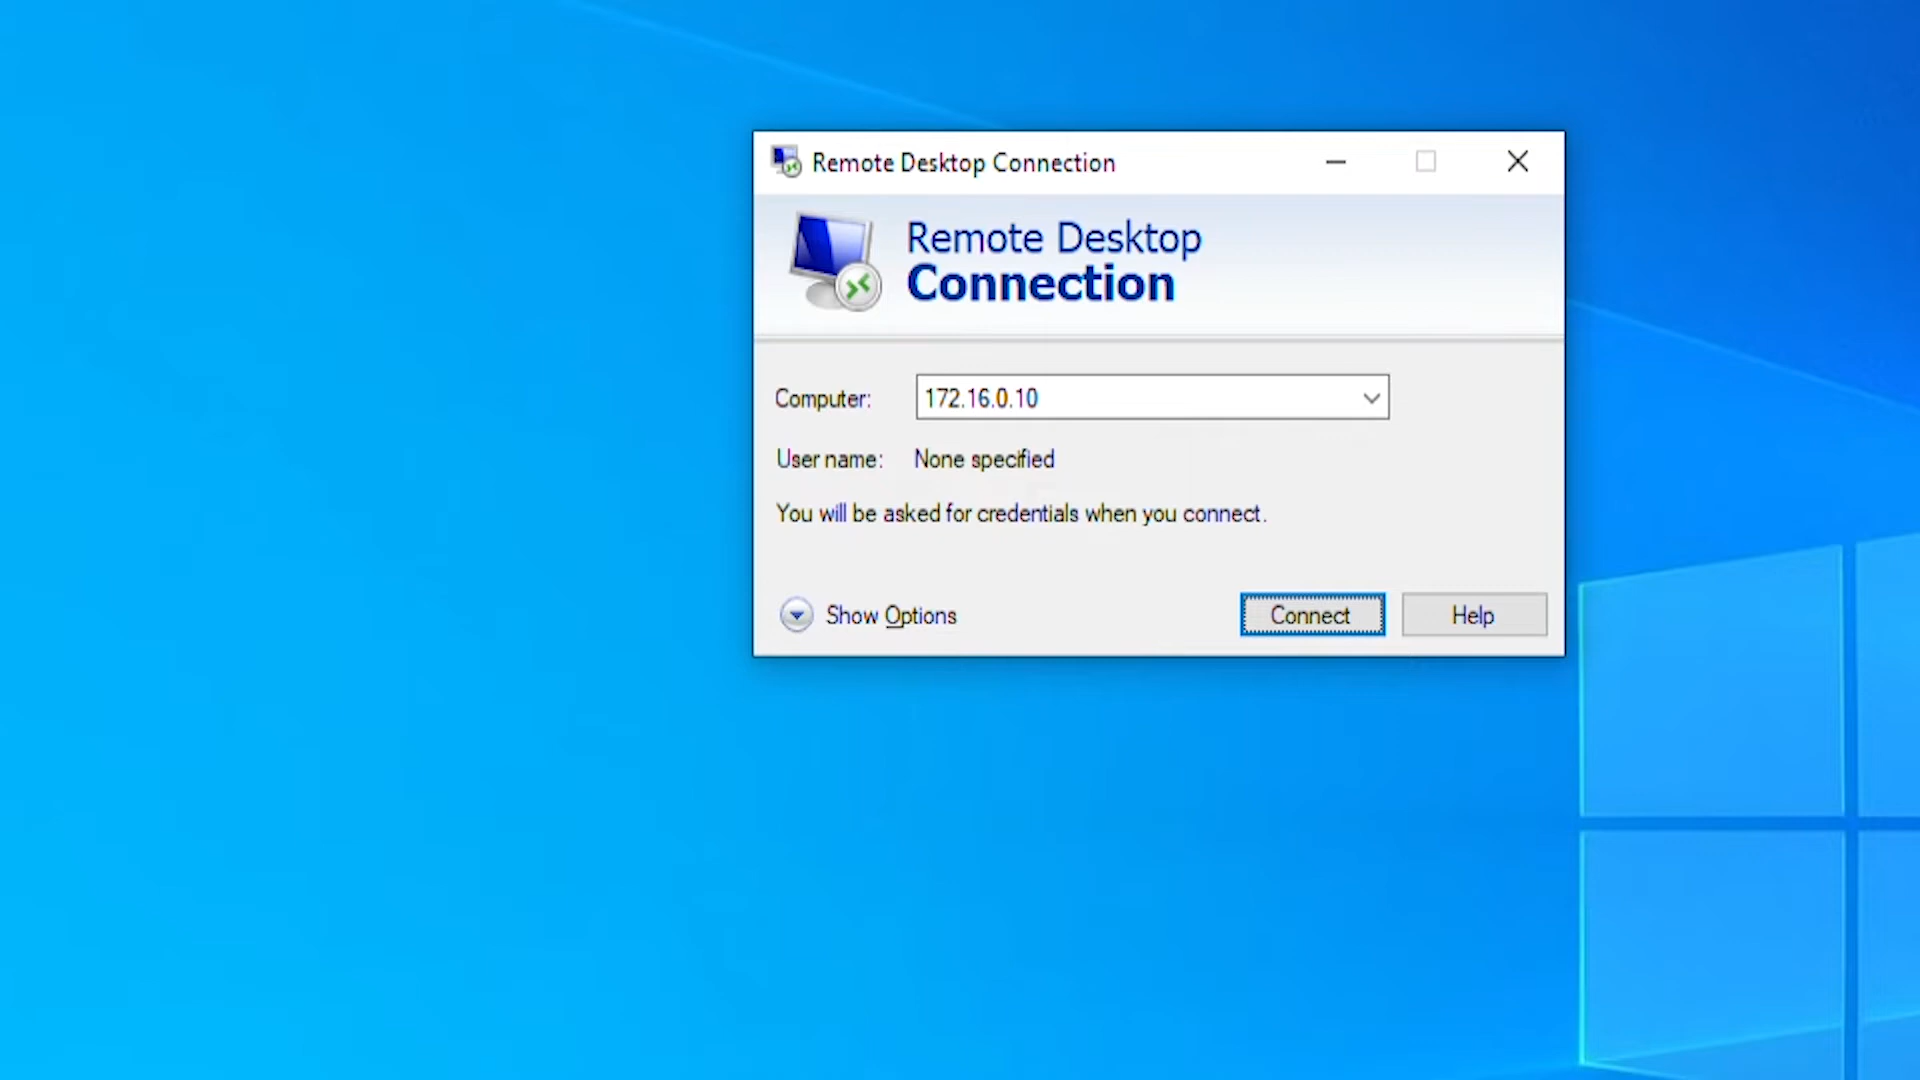 Remote Desktop Connection
Remote Desktop
Connection
Computer: 172.16.0.10
User name: None specified
You will be asked for credentials when you connect.
Show Options Connect Help